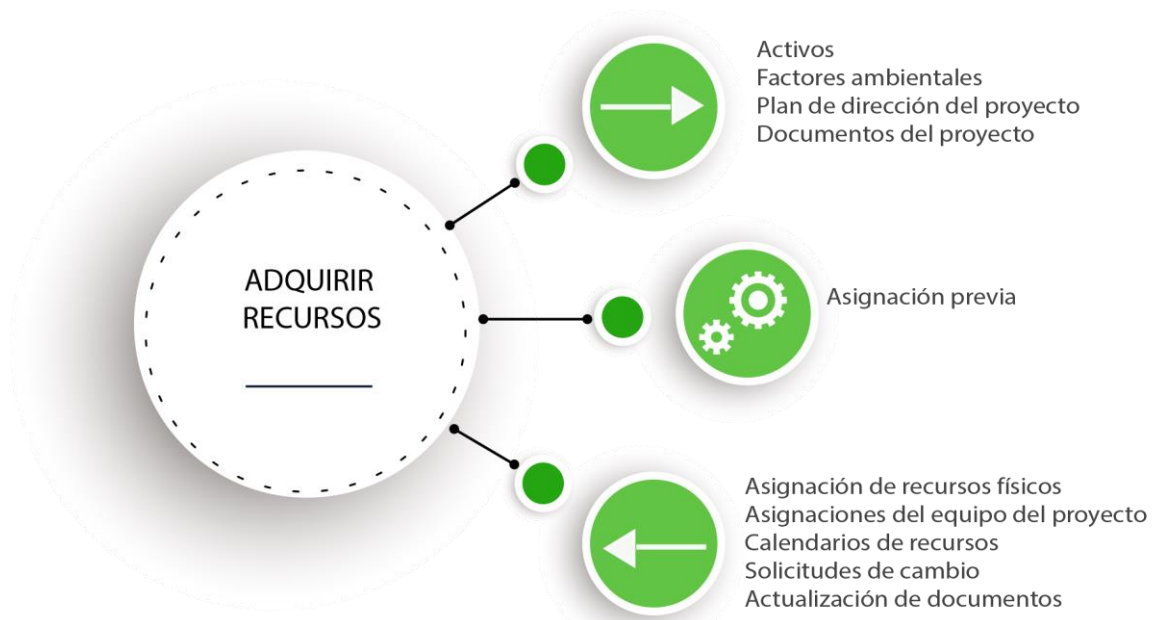 Activos
Factores ambientales
Plan de dirección del proyecto
Documentos del proyecto
ADQUIRIR
RECURSOS
Asignación previa
Asignación de recursos físicos
Asignaciones del equipo del proyecto
Calendarios de recursos
Solicitudes de cambio
Actualización de documentos